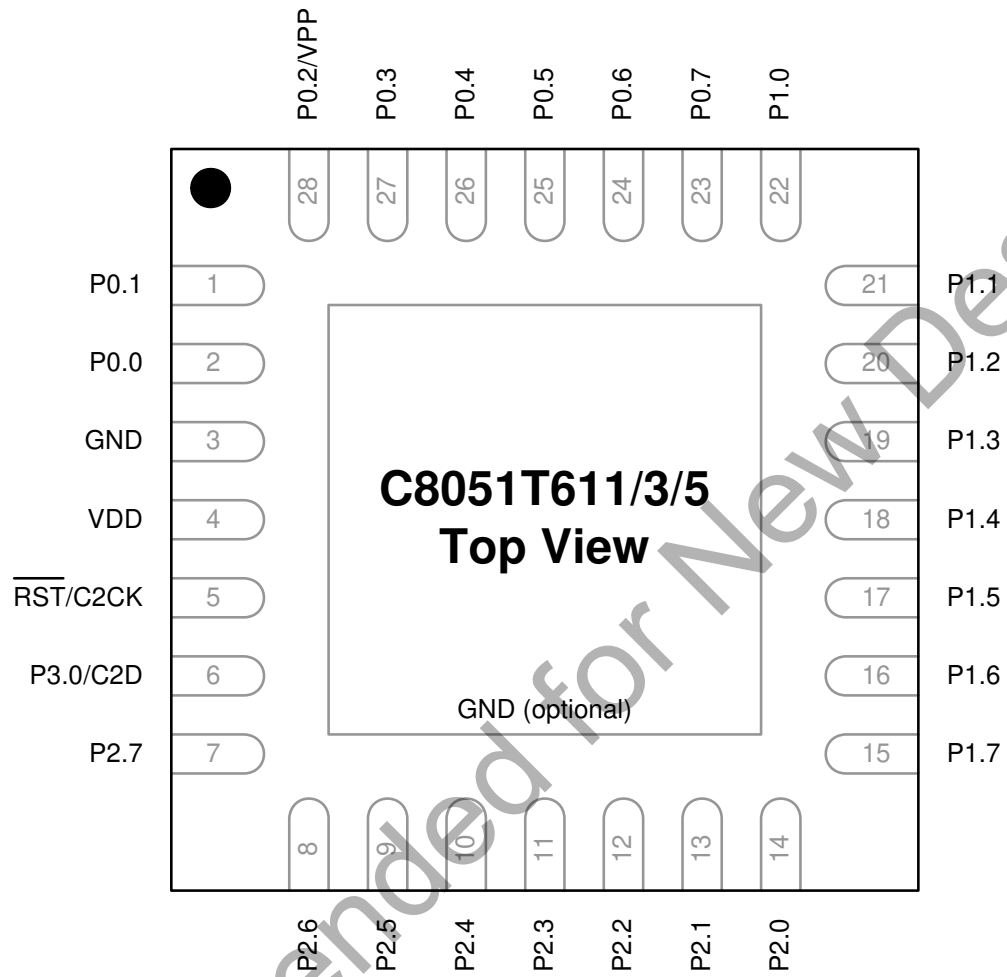 P0.2/VPP
P0.3
P0.4
P0.5
P0.6
P0.7
P1.0
28
27
26
25
24
23
22
P0.1 1 21 P1.1
P0.0 2 20 P1.2
GND 3 19 P1.3
C8051T611/3/5
VDD 4 18 P1.4
Top View
RST/C2CK 5 17 P1.5
P3.0/C2D 6 16 P1.6
GND (optional)
P2.7 7 15 P1.7
8
9
10
11
12
13
14
P2.6
P2.5
P2.4
P2.3
P2.2
P2.1
P2.0
for New